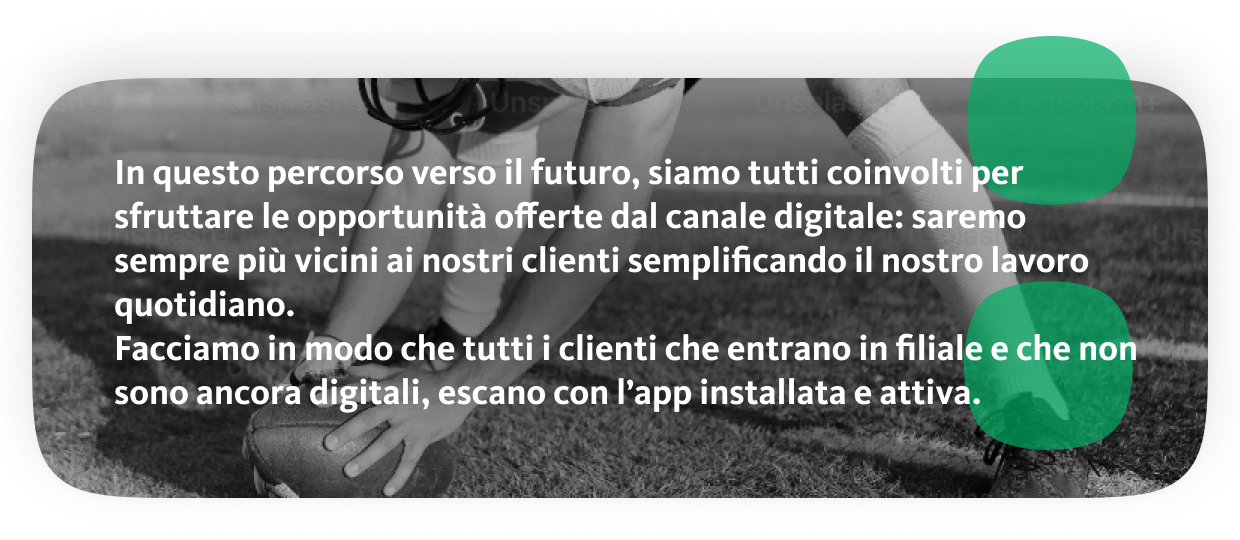 In questo percorso verso il futuro, siamo tutti coinvolti per
sfruttare le opportunità offerte dal canale digitale: saremo
sempre più vicini ai nostri clienti semplificando il nostro lavoro
quotidiano.
Facciamo in modo che tutti i clienti che entrano in filiale e che non
sono ancora digitali, escano con l’app installata e attiva.